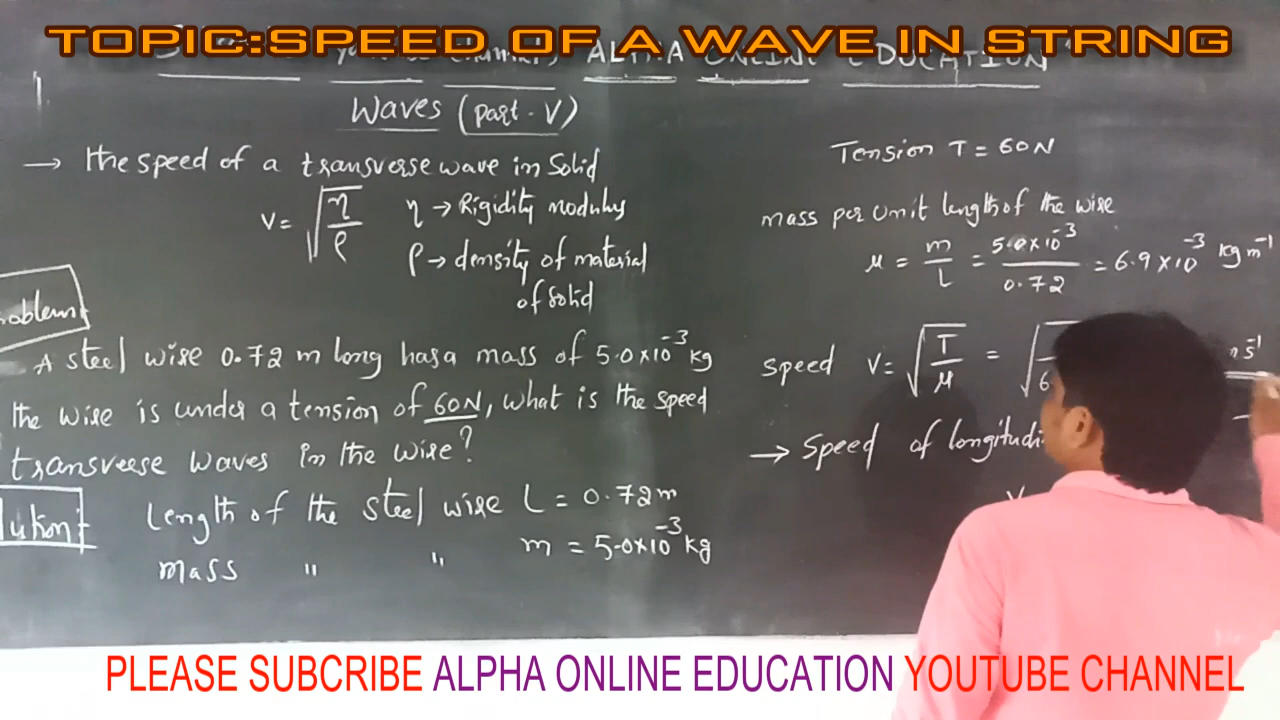 TOPIC:SPEED OF A WAVE IN STRING
ALPHA ONLINE EDUCATION
Waves (part-V)
→ the speed of a transverse wave in Solid
V = √η/ρ η → Rigidity modulus
ρ → density of material
of Solid
A steel wire 0.72 m long has a mass of 5.0×10⁻³ kg
the wire is under a tension of 60N, what is the speed
transverse waves in the wire?
Length of the steel wire L = 0.72m
mass " " m = 5.0×10⁻³ kg
Tension T = 60N
mass per unit length of the wire
μ = m/L = 5.0×10⁻³/0.72 = 6.9×10⁻³ kg m⁻¹
Speed V = √T/μ =
→ Speed of
PLEASE SUBCRIBE ALPHA ONLINE EDUCATION YOUTUBE CHANNEL